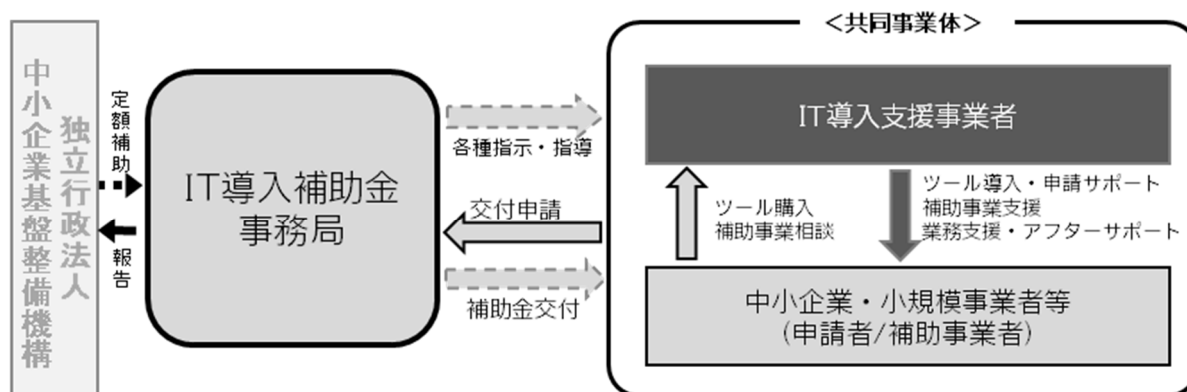 独立行政法人
中小企業基盤整備機構
定額補助
報告
IT導入補助金
事務局
各種指示・指導
交付申請
補助金交付
＜共同事業体＞
IT導入支援事業者
ツール購入
補助事業相談
ツール導入・申請サポート
補助事業支援
業務支援・アフターサポート
中小企業・小規模事業者等
(申請者/補助事業者)